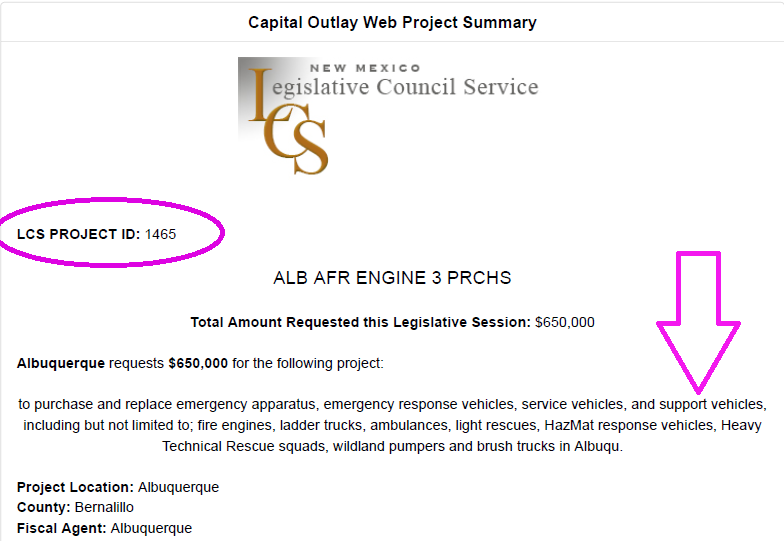 Capital Outlay Web Project Summary
NEW MEXICO
Legislative Council Service
LCS
LCS PROJECT ID: 1465
ALB AFR ENGINE 3 PRCHS
Total Amount Requested this Legislative Session: $650,000
Albuquerque requests $650,000 for the following project:
to purchase and replace emergency apparatus, emergency response vehicles, service vehicles, and support vehicles,
including but not limited to; fire engines, ladder trucks, ambulances, light rescues, HazMat response vehicles, Heavy
Technical Rescue squads, wildland pumpers and brush trucks in Albuqu.
Project Location: Albuquerque
County: Bernalillo
Fiscal Agent: Albuquerque